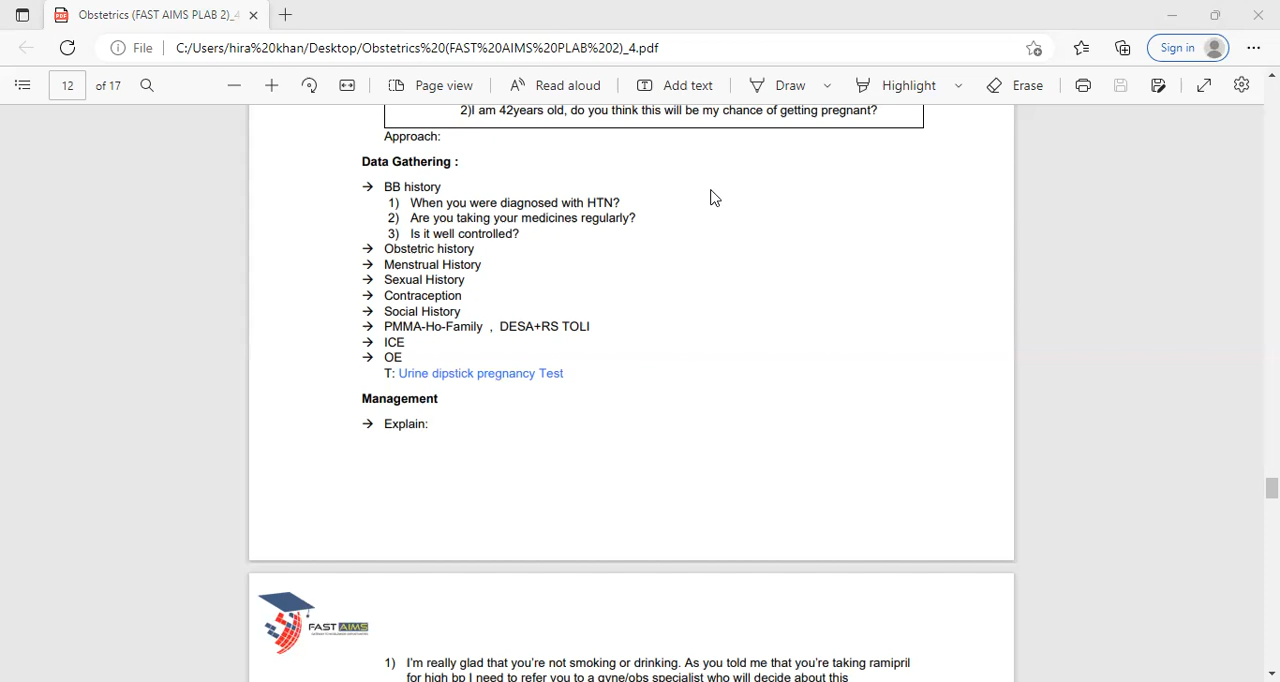 Obstetrics (FAST AIMS PLAB 2)_4
File
C:/Users/hira%20khan/Desktop/Obstetrics%20(FAST%20AIMS%20PLAB%202)_4.pdf
Sign in
12 of 17
Page view
Read aloud
Add text
Draw
Highlight
Erase
2)I am 42years old, do you think this will be my chance of getting pregnant?
Approach:
Data Gathering :
→ BB history
1) When you were diagnosed with HTN?
2) Are you taking your medicines regularly?
3) Is it well controlled?
→ Obstetric history
→ Menstrual History
→ Sexual History
→ Contraception
→ Social History
→ PMMA-Ho-Family , DESA+RS TOLI
→ ICE
→ OE
T: Urine dipstick pregnancy Test
Management
→ Explain:
FAST AIMS
1) I'm really glad that you're not smoking or drinking. As you told me that you're taking ramipril
for high bp I need to refer you to a gyne/obs specialist who will decide about this